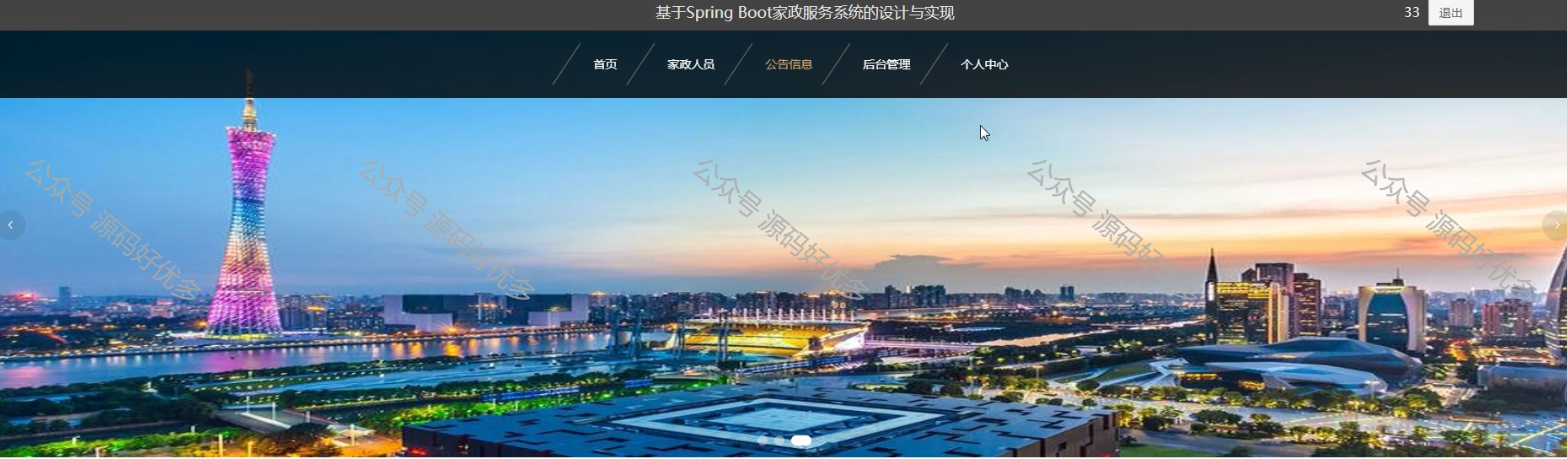 基于Spring Boot家政服务系统的设计与实现
33 退出
首页 家政人员 公告信息 后台管理 个人中心
公众号 源码好优多
公众号 源码好优多
公众号 源码好优多
公众号 源码好优
公众号 源码好优多